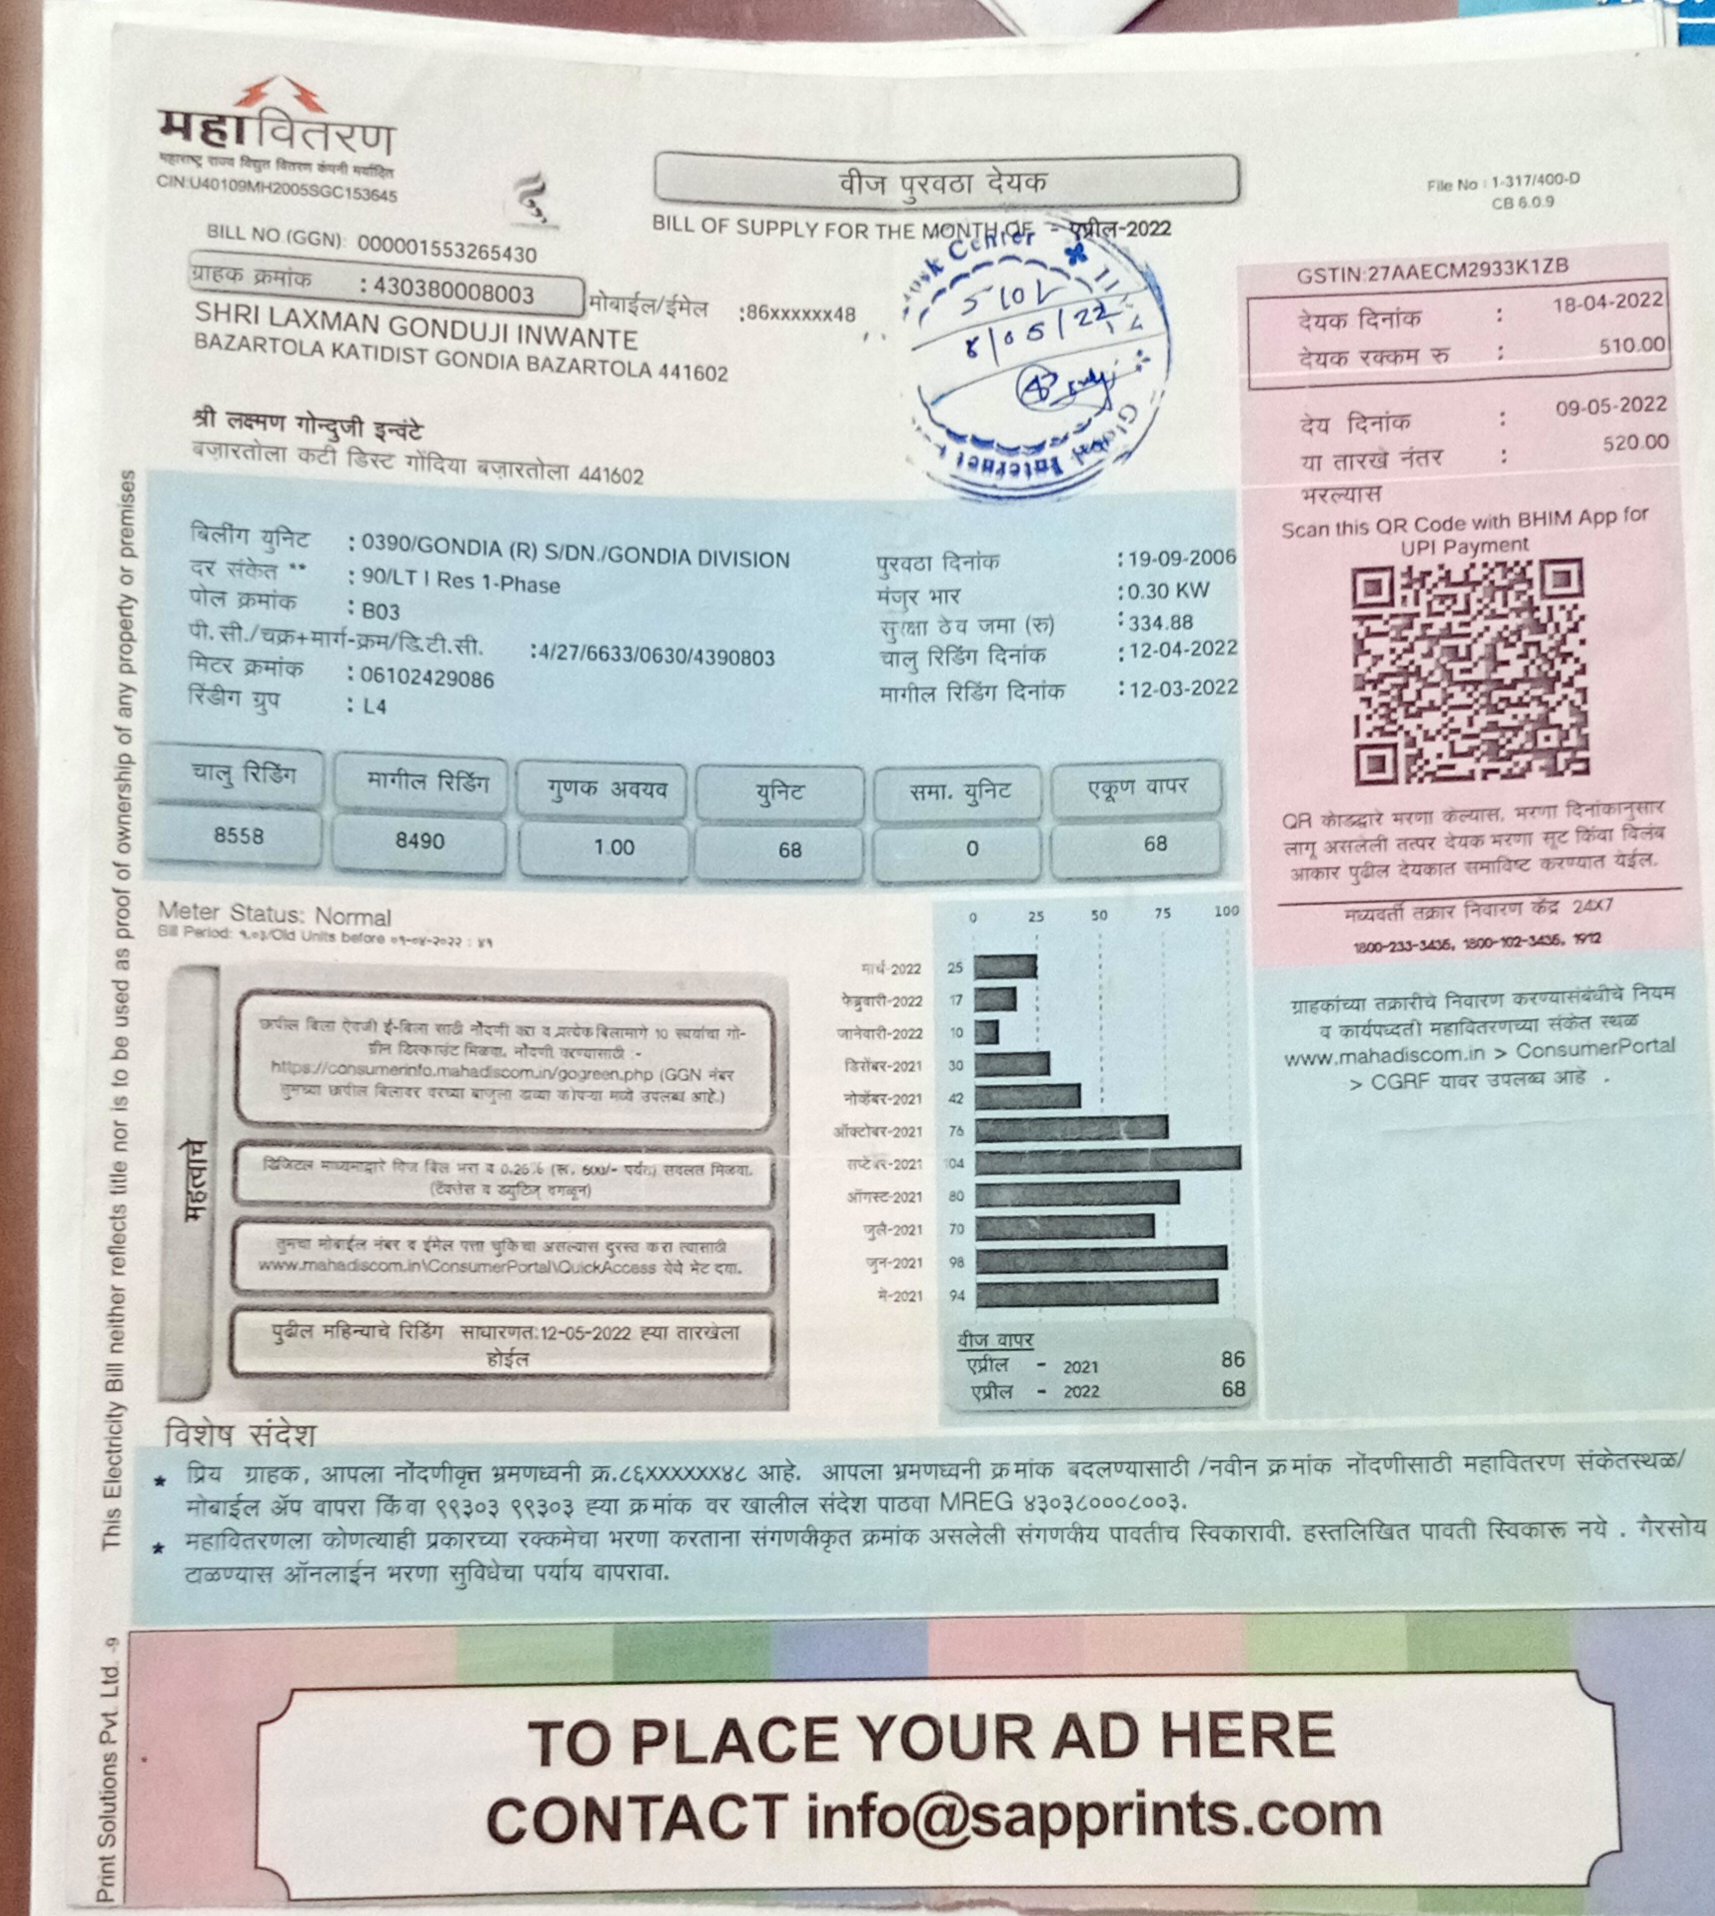 महावितरण
महाराष्ट्र राज्य विद्युत वितरण कंपनी मर्यादित
CIN:U40109MH2005SGC153645
वीज पुरवठा देयक
BILL OF SUPPLY FOR THE MONTH OF - एप्रील-2022
File No : 1-317/400-D
CB 6.0.9
BILL NO.(GGN): 000001553265430
ग्राहक क्रमांक : 430380008003
मोबाईल/ईमेल :86xxxxxx48
SHRI LAXMAN GONDUJI INWANTE
BAZARTOLA KATIDIST GONDIA BAZARTOLA 441602
श्री लक्ष्मण गोन्दुजी इन्वंटे
बज़ारतोला कटी डिस्ट गोंदिया बज़ारतोला 441602
Center
510/-
8/05/22
Global Internet
GSTIN:27AAECM2933K1ZB
देयक दिनांक : 18-04-2022
देयक रक्कम रु : 510.00
देय दिनांक : 09-05-2022
या तारखे नंतर : 520.00
भरल्यास
Scan this QR Code with BHIM App for
UPI Payment
QR कोडद्वारे भरणा केल्यास, भरणा दिनांकानुसार
लागू असलेली तत्पर देयक भरणा सूट किंवा विलंब
आकार पुढील देयकात समाविष्ट करण्यात येईल.
मध्यवर्ती तक्रार निवारण केंद्र 24X7
1800-233-3435, 1800-102-3435, 1912
ग्राहकांच्या तक्रारीचे निवारण करण्यासंबंधीचे नियम
व कार्यपध्दती महावितरणच्या संकेत स्थळ
www.mahadiscom.in > ConsumerPortal
> CGRF यावर उपलब्ध आहे .
बिलींग युनिट : 0390/GONDIA (R) S/DN./GONDIA DIVISION
दर संकेत ** : 90/LT I Res 1-Phase
पोल क्रमांक : B03
पी.सी./चक्र+मार्ग-क्रम/डि.टी.सी. :4/27/6633/0630/4390803
मिटर क्रमांक : 06102429086
रिंडीग ग्रुप : L4
पुरवठा दिनांक : 19-09-2006
मंजुर भार : 0.30 KW
सुरक्षा ठेव जमा (रु) : 334.88
चालु रिडिंग दिनांक : 12-04-2022
मागील रिडिंग दिनांक : 12-03-2022
चालु रिडिंग मागील रिडिंग गुणक अवयव युनिट समा. युनिट एकूण वापर
8558 8490 1.00 68 0 68
Meter Status: Normal
Bill Period: १.०३/Old Units before ०१-०४-२०२२ : ४१
महत्वाचे
छापील बिला ऐवजी ई-बिला साठी नोंदणी करा व प्रत्येक बिलामागे 10 रुपयांचा गो-
ग्रीन डिस्काउंट मिळवा. नोंदणी करण्यासाठी :-
https://consumerinfo.mahadiscom.in/gogreen.php (GGN नंबर
तुमच्या छापील बिलावर वरच्या बाजुला डाव्या कोपऱ्या मध्ये उपलब्ध आहे.)
डिजिटल माध्यमाद्वारे विज बिल भरा व 0.25% (रू. 500/- पर्यंत) सवलत मिळवा.
(टॅक्सेस व ड्युटिज् वगळून)
तुमचा मोबाईल नंबर व ईमेल पत्ता चुकिचा असल्यास दुरस्त करा त्यासाठी
www.mahadiscom.in\ConsumerPortal\QuickAccess येथे भेट द्या.
पुढील महिन्याचे रिडिंग साधारणत:12-05-2022 ह्या तारखेला
होईल
0 25 50 75 100
मार्च-2022 25
फेब्रुवारी-2022 17
जानेवारी-2022 10
डिसेंबर-2021 30
नोव्हेंबर-2021 42
ऑक्टोबर-2021 76
सप्टेंबर-2021 104
ऑगस्ट-2021 80
जुलै-2021 70
जुन-2021 98
मे-2021 94
वीज वापर
एप्रील - 2021 86
एप्रील - 2022 68
विशेष संदेश
* प्रिय ग्राहक, आपला नोंदणीवृत्त भ्रमणध्वनी क्र.८६XXXXXX४८ आहे. आपला भ्रमणध्वनी क्रमांक बदलण्यासाठी /नवीन क्रमांक नोंदणीसाठी महावितरण संकेतस्थळ/
मोबाईल ॲप वापरा किंवा ९९३०३ ९९३०३ ह्या क्रमांक वर खालील संदेश पाठवा MREG ४३०३८०००८००३.
* महावितरणला कोणत्याही प्रकारच्या रक्कमेचा भरणा करताना संगणकीकृत क्रमांक असलेली संगणकीय पावतीच स्विकारावी. हस्तलिखित पावती स्विकारू नये . गैरसोय
टाळण्यास ऑनलाईन भरणा सुविधेचा पर्याय वापरावा.
This Electricity Bill neither reflects title nor is to be used as proof of ownership of any property or premises
Print Solutions Pvt. Ltd. -9
TO PLACE YOUR AD HERE
CONTACT info@sapprints.com